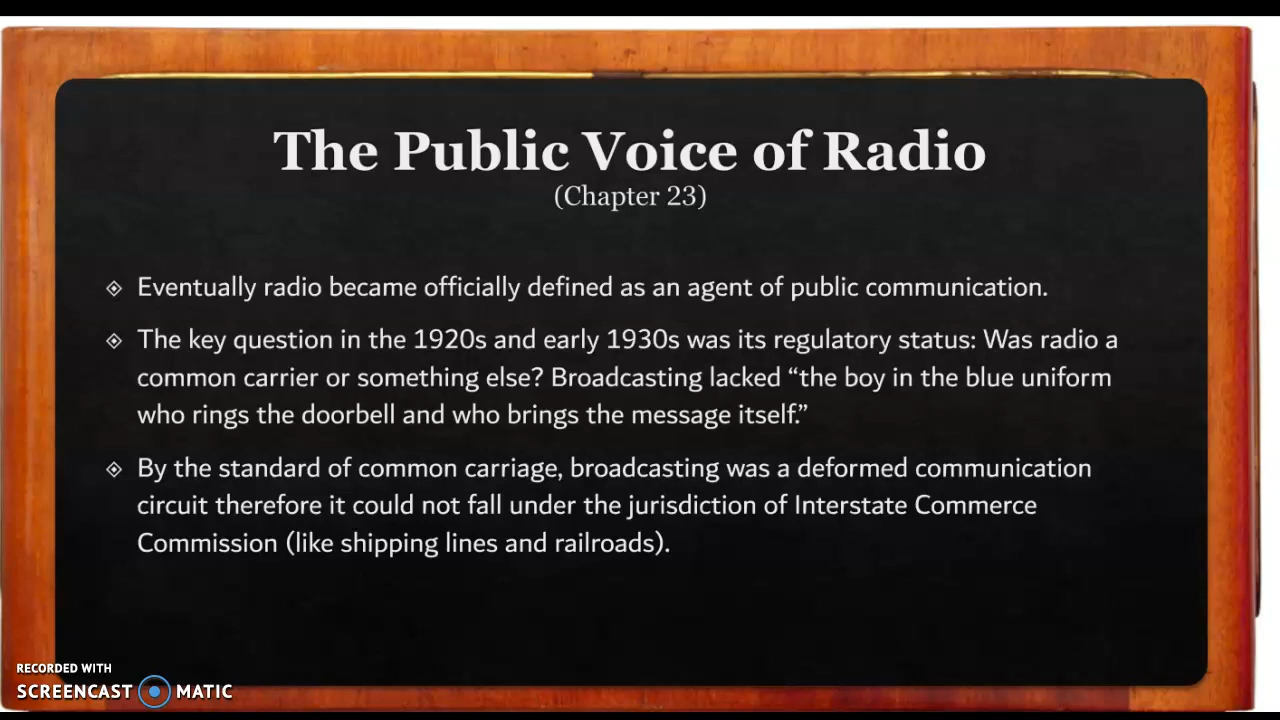 The Public Voice of Radio
(Chapter 23)
Eventually radio became officially defined as an agent of public communication.
The key question in the 1920s and early 1930s was its regulatory status: Was radio a
common carrier or something else? Broadcasting lacked “the boy in the blue uniform
who rings the doorbell and who brings the message itself.”
By the standard of common carriage, broadcasting was a deformed communication
circuit therefore it could not fall under the jurisdiction of Interstate Commerce
Commission (like shipping lines and railroads).
RECORDED WITH
SCREENCAST MATIC